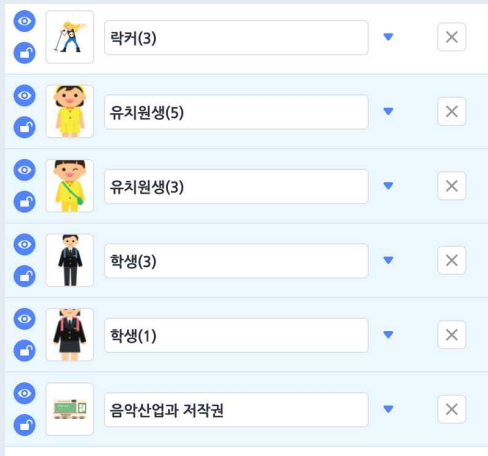 락커(3)
유치원생(5)
유치원생(3)
학생(3)
학생(1)
음악산업과 저작권